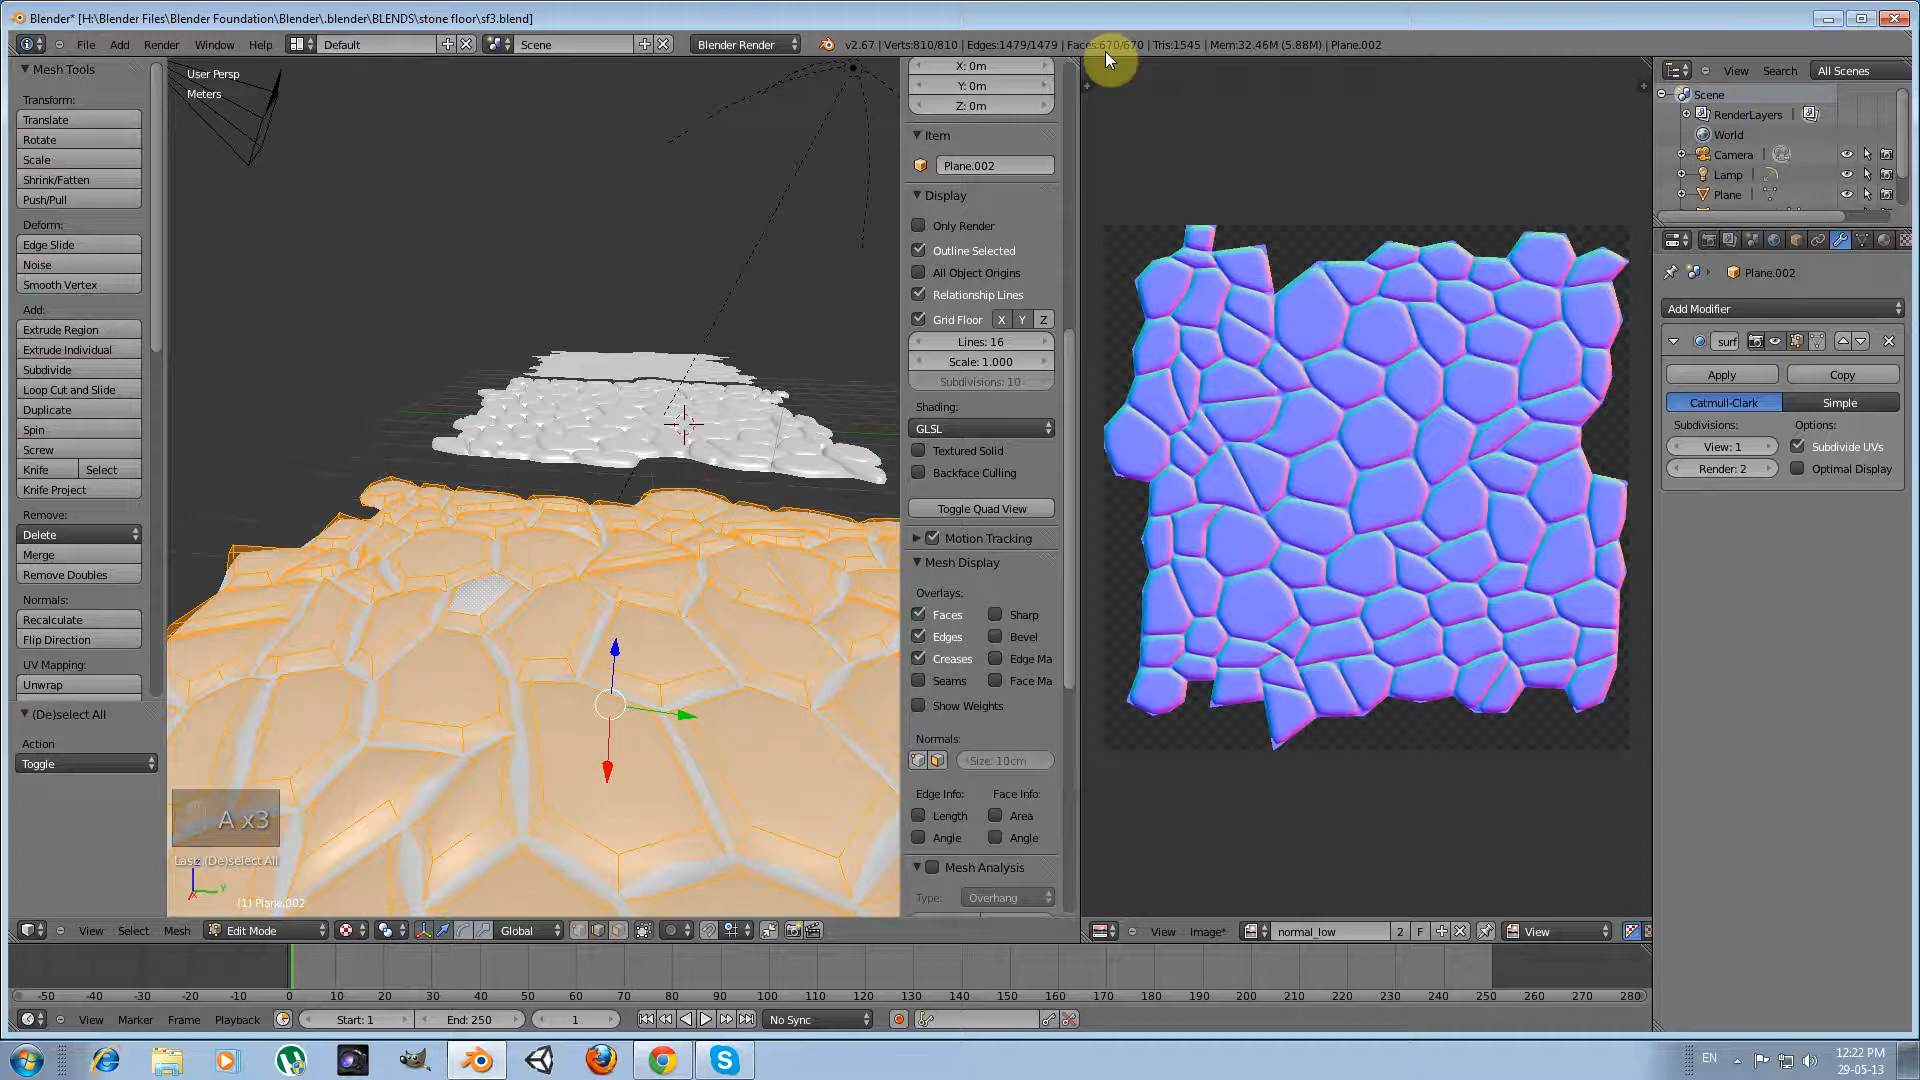 Blender* [H:\Blender Files\Blender Foundation\Blender\.blender\BLENDS\stone floor\sf3.blend]
File Add Render Window Help Default Scene Blender Render v2.67 | Verts:810/810 | Edges:1479/1479 | Faces:670/670 | Tris:1545 | Mem:32.46M (5.88M) | Plane.002
Mesh Tools
Transform:
Translate
Rotate
Scale
Shrink/Fatten
Push/Pull
Deform:
Edge Slide
Noise
Smooth Vertex
Add:
Extrude Region
Extrude Individual
Subdivide
Loop Cut and Slide
Duplicate
Spin
Screw
Knife Select
Knife Project
Remove:
Delete
Merge
Remove Doubles
Normals:
Recalculate
Flip Direction
UV Mapping:
Unwrap
(De)select All
Action
Toggle
User Persp
Meters
A x3
Last: (De)select All
z
y
(1) Plane.002
X: 0m
Y: 0m
Z: 0m
Item
Plane.002
Display
Only Render
Outline Selected
All Object Origins
Relationship Lines
Grid Floor X Y Z
Lines: 16
Scale: 1.000
Subdivisions: 10
Shading:
GLSL
Textured Solid
Backface Culling
Toggle Quad View
Motion Tracking
Mesh Display
Overlays:
Faces Sharp
Edges Bevel
Creases Edge Ma
Seams Face Ma
Show Weights
Normals:
Size: 10cm
Edge Info: Face Info:
Length Area
Angle Angle
Mesh Analysis
Type: Overhang
View Search All Scenes
Scene
RenderLayers
World
Camera
Lamp
Plane
Plane.002
Add Modifier
surf
Apply Copy
Catmull-Clark Simple
Subdivisions: Options:
View: 1 Subdivide UVs
Render: 2 Optimal Display
View Select Mesh Edit Mode Global
View Image* normal_low 2 F View
-50 -40 -30 -20 -10 0 10 20 30 40 50 60 70 80 90 100 110 120 130 140 150 160 170 180 190 200 210 220 230 240 250 260 270 280
View Marker Frame Playback Start: 1 End: 250 1 No Sync
EN 12:22 PM
29-05-13